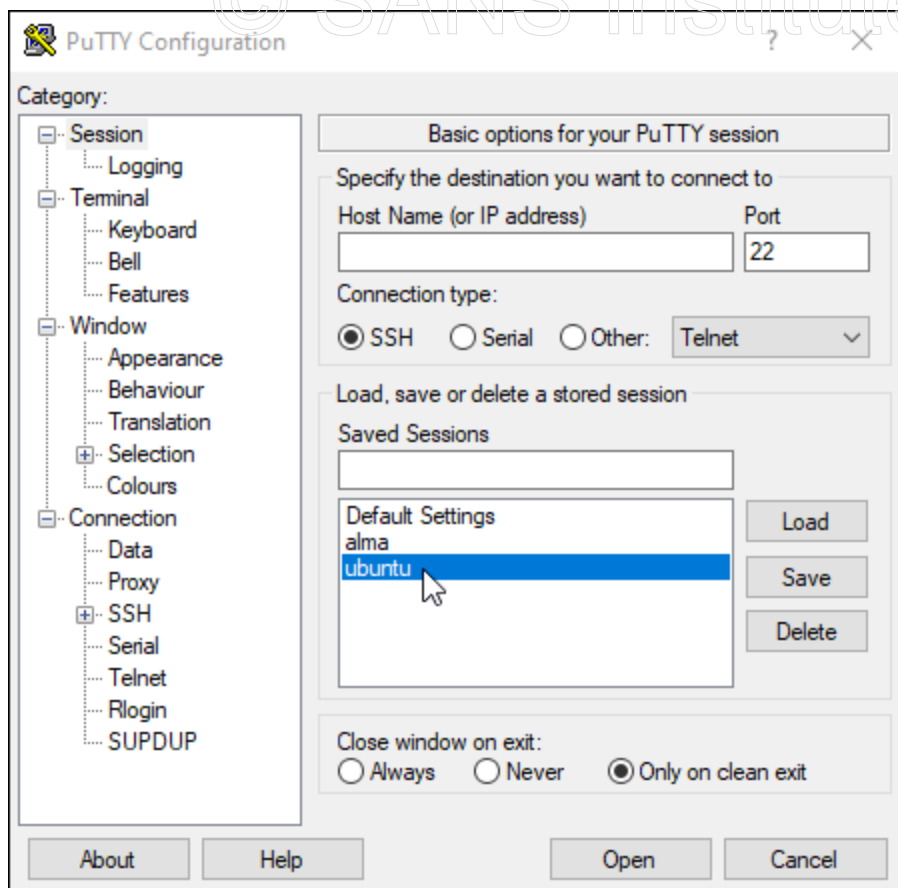 © SANS Institute
PuTTY Configuration
?
Category:
Session
Logging
Terminal
Keyboard
Bell
Features
Window
Appearance
Behaviour
Translation
Selection
Colours
Connection
Data
Proxy
SSH
Serial
Telnet
Rlogin
SUPDUP
Basic options for your PuTTY session
Specify the destination you want to connect to
Host Name (or IP address) Port
22
Connection type:
SSH Serial Other: Telnet
Load, save or delete a stored session
Saved Sessions
Default Settings
alma
ubuntu
Load
Save
Delete
Close window on exit:
Always Never Only on clean exit
About Help Open Cancel